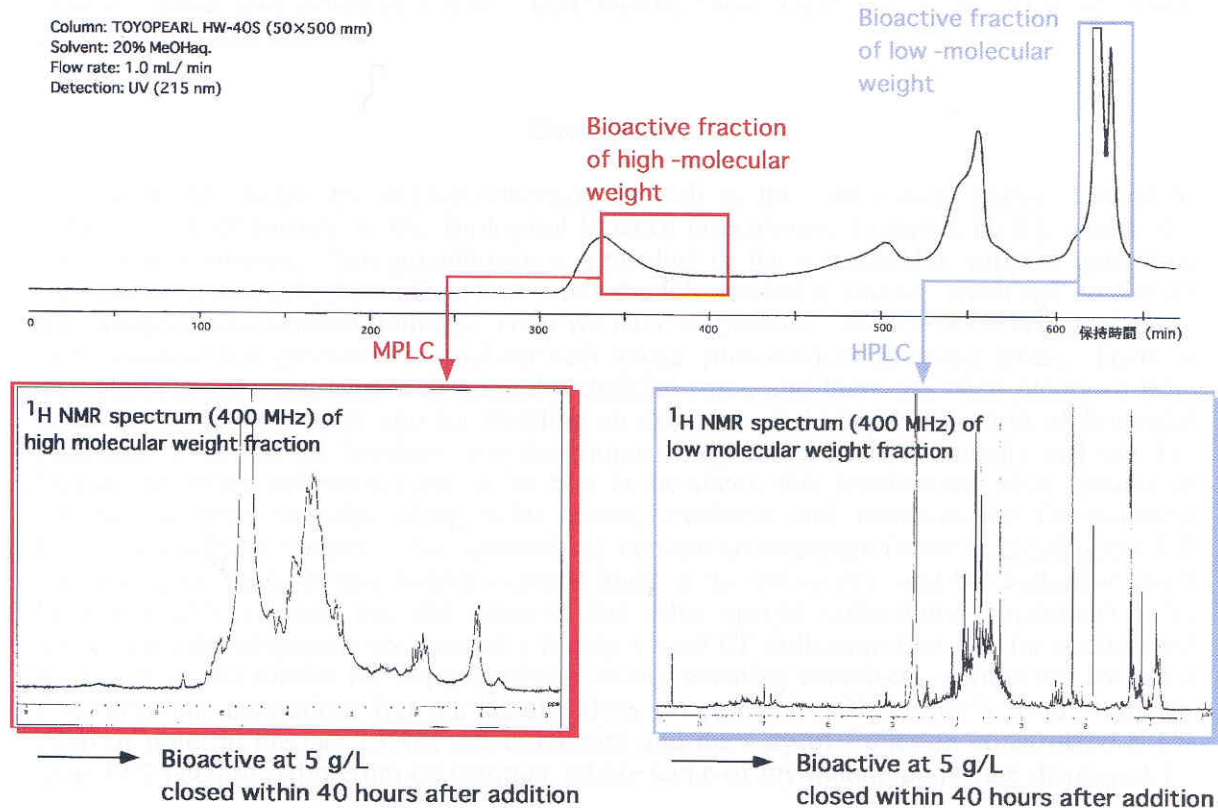 Column: TOYOPEARL HW-40S (50×500 mm)
Solvent: 20% MeOHaq.
Flow rate: 1.0 mL/ min
Detection: UV (215 nm)
Bioactive fraction
of low -molecular
weight
Bioactive fraction
of high -molecular
weight
0 100 200 300 400 500 600 保持時間 (min)
MPLC
HPLC
1H NMR spectrum (400 MHz) of
high molecular weight fraction
1H NMR spectrum (400 MHz) of
low molecular weight fraction
Bioactive at 5 g/L
closed within 40 hours after addition
Bioactive at 5 g/L
closed within 40 hours after addition